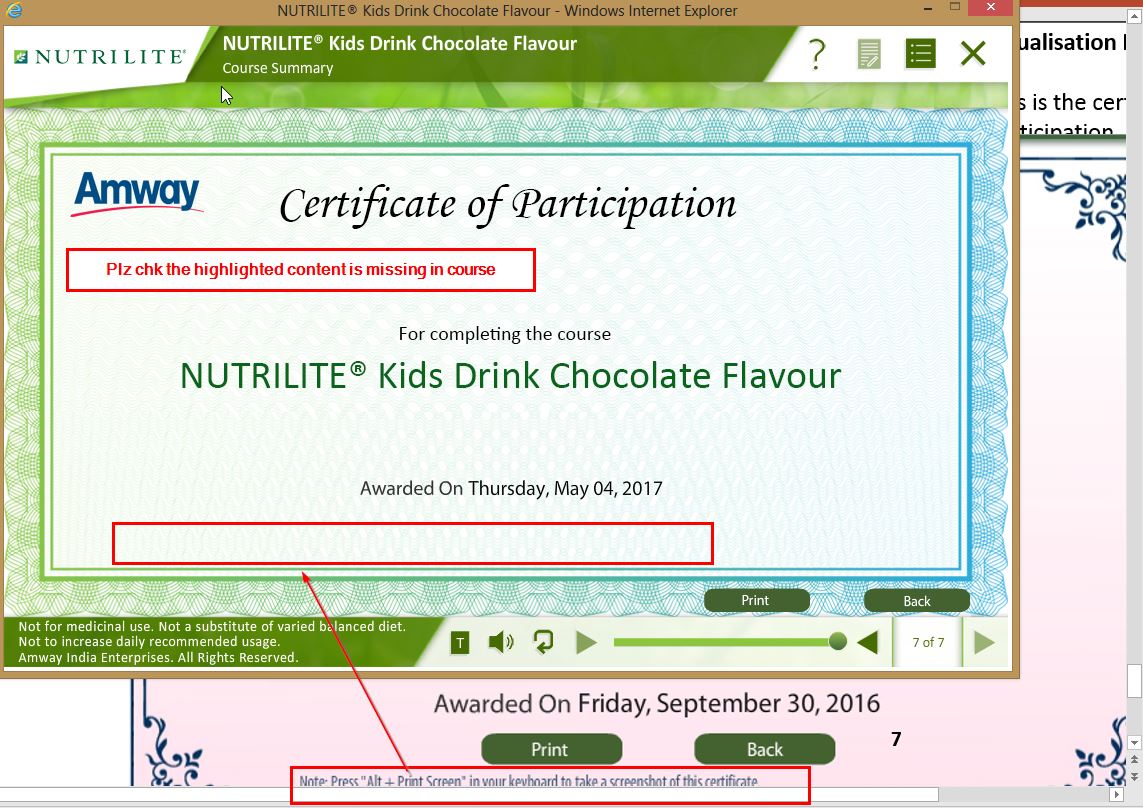 NUTRILITE® Kids Drink Chocolate Flavour - Windows Internet Explorer
NUTRILITE®
NUTRILITE® Kids Drink Chocolate Flavour
Course Summary
?
ualisation
s is the cer
ticipation
Amway
Certificate of Participation
Plz chk the highlighted content is missing in course
For completing the course
NUTRILITE® Kids Drink Chocolate Flavour
Awarded On Thursday, May 04, 2017
Print
Back
Not for medicinal use. Not a substitute of varied balanced diet.
Not to increase daily recommended usage.
Amway India Enterprises. All Rights Reserved.
T
7 of 7
Awarded On Friday, September 30, 2016
Print
Back
7
Note: Press "Alt + Print Screen" in your keyboard to take a screenshot of this certificate.